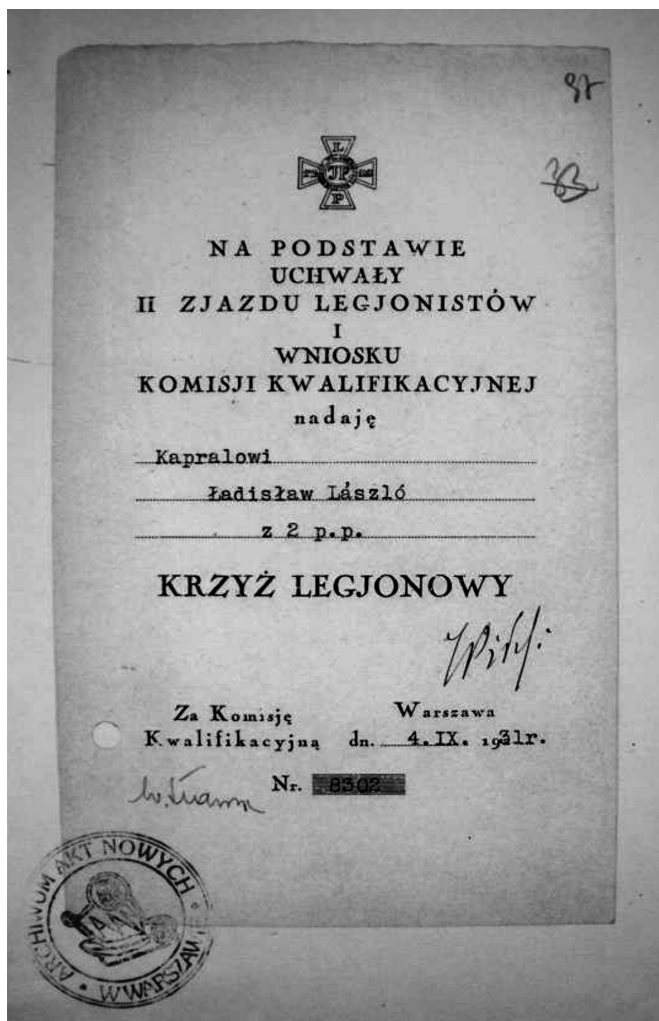 L
JP
P
NA PODSTAWIE
UCHWAŁY
II ZJAZDU LEGJONISTÓW
I
WNIOSKU
KOMISJI KWALIFIKACYJNEJ
nadaję
Kapralowi
Ładisław László
z 2 p.p.
KRZYŻ LEGJONOWY
Za Komisję Warszawa
Kwalifikacyjną dn. 4.IX. 1931r.
Nr. 8302
ARCHIWUM AKT NOWYCH
W WARSZAWIE